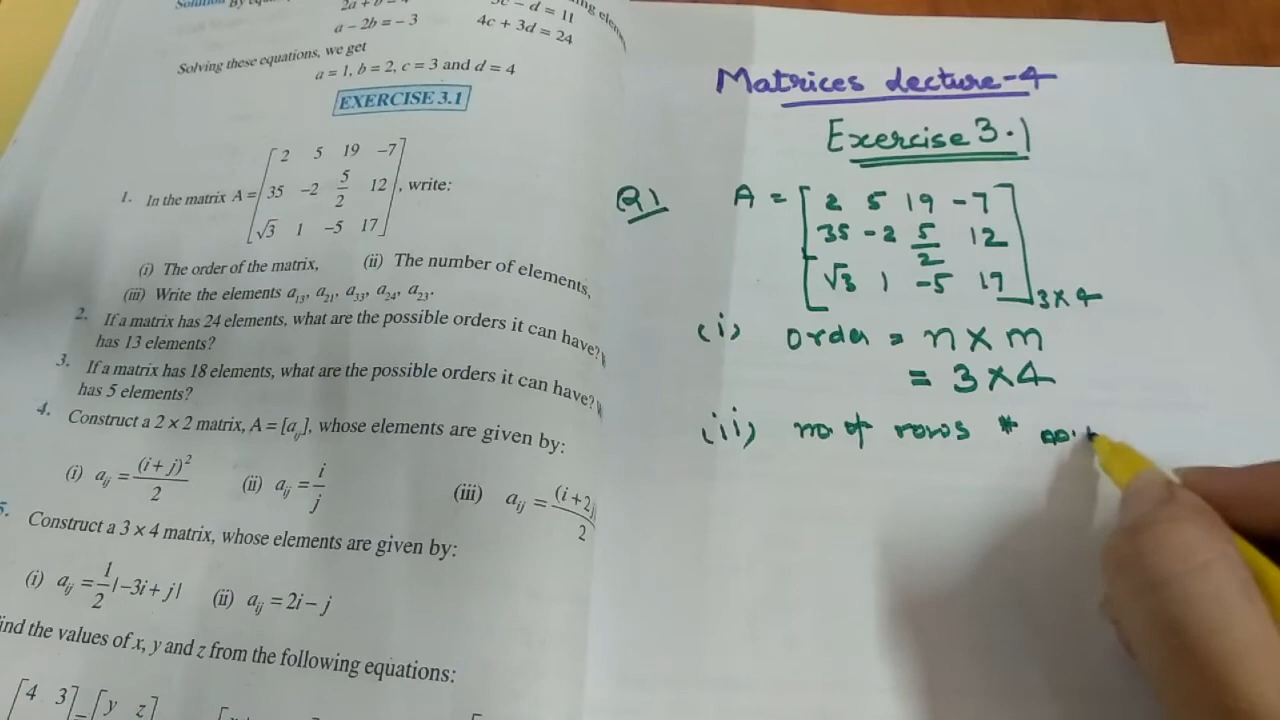 2a + b = 4
a – 2b = – 3
– d = 11
4c + 3d = 24
Solving these equations, we get
a = 1, b = 2, c = 3 and d = 4
EXERCISE 3.1
1. In the matrix A = [ 2 5 19 –7
35 –2 5/2 12
√3 1 –5 17 ], write:
(i) The order of the matrix, (ii) The number of elements,
(iii) Write the elements a13, a21, a33, a24, a23.
2. If a matrix has 24 elements, what are the possible orders it can have?
has 13 elements?
3. If a matrix has 18 elements, what are the possible orders it can have?
has 5 elements?
4. Construct a 2 × 2 matrix, A = [aij], whose elements are given by:
(i) aij = (i + j)²/2 (ii) aij = i/j (iii) aij = (i + 2j/2
5. Construct a 3 × 4 matrix, whose elements are given by:
(i) aij = 1/2 |–3i + j| (ii) aij = 2i – j
ind the values of x, y and z from the following equations:
[4 3] = [y z]
Matrices Lecture-4
Exercise 3.1
Q1 A = [ 2 5 19 -7
35 -2 5/2 12
√3 1 -5 17 ] 3×4
(i) order = n × m
= 3×4
(ii) no of rows *